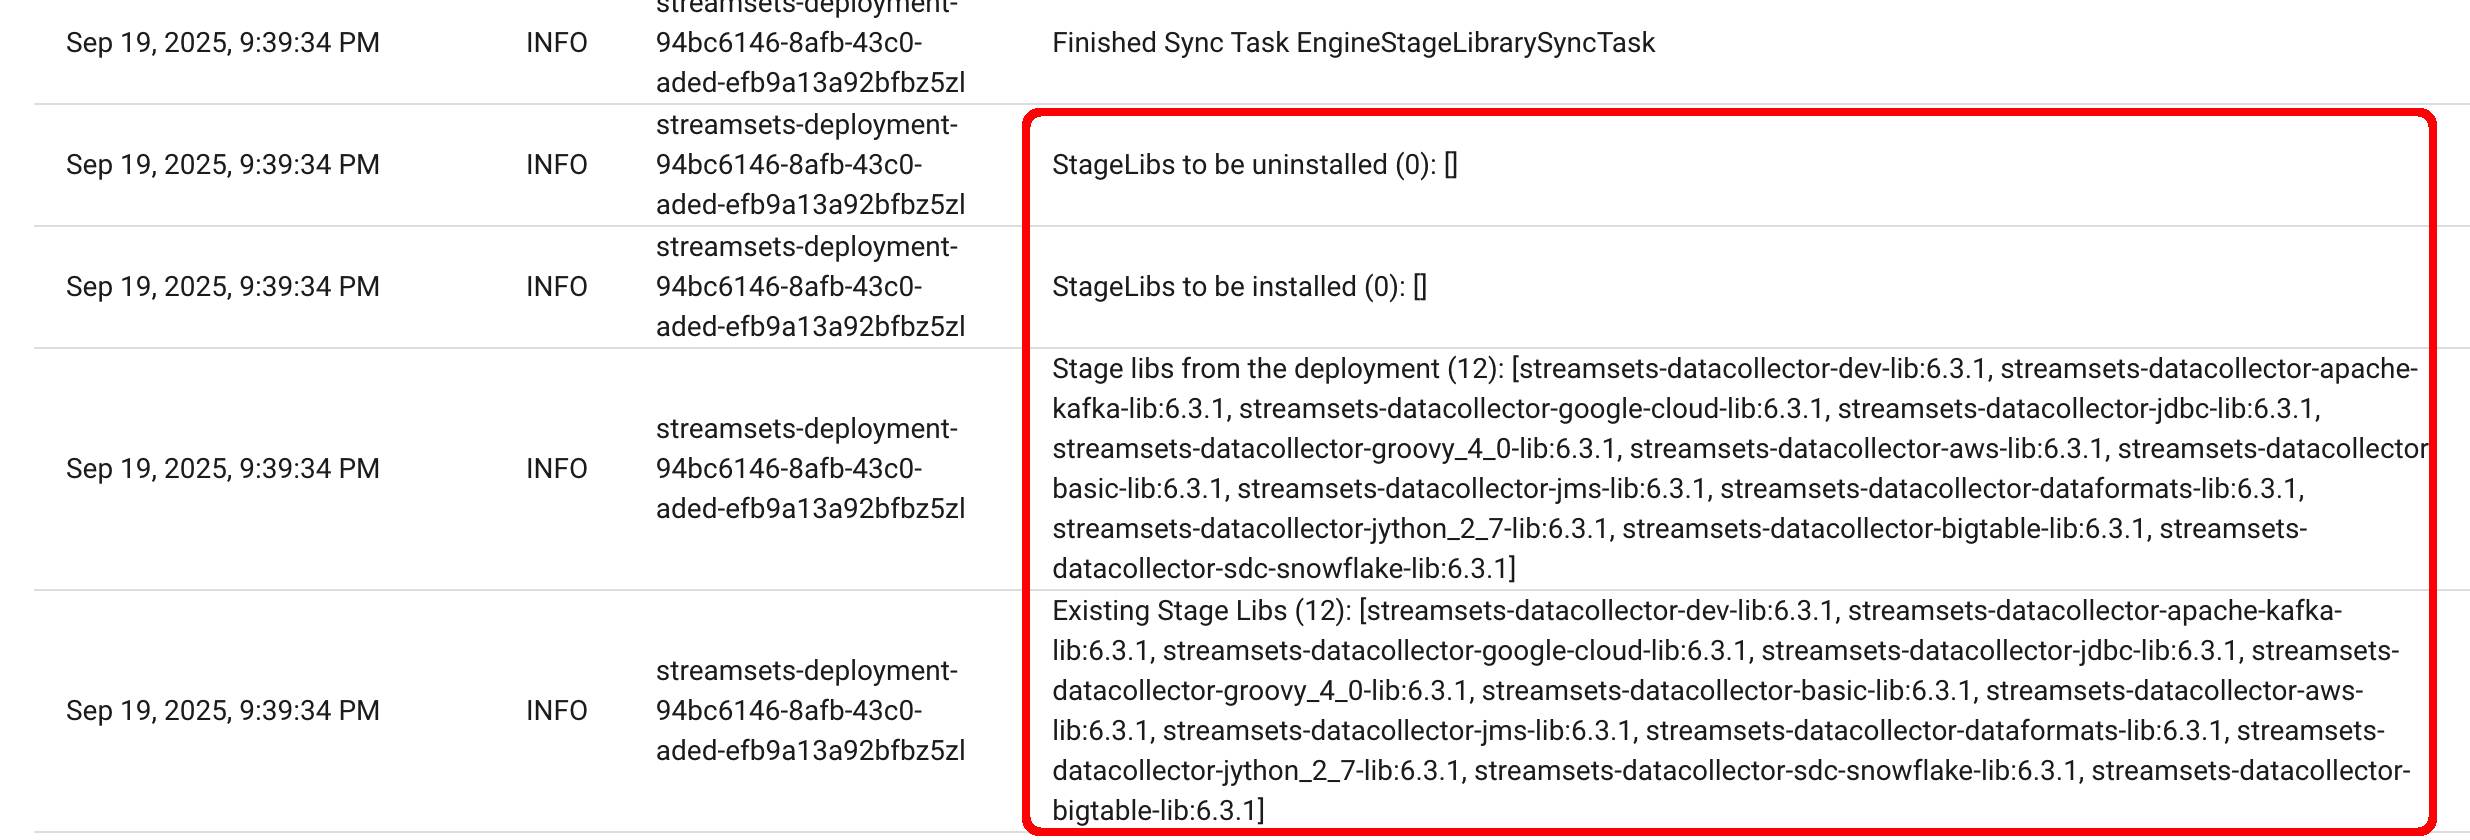 streamsets-deployment-
Sep 19, 2025, 9:39:34 PM INFO 94bc6146-8afb-43c0- Finished Sync Task EngineStageLibrarySyncTask
aded-efb9a13a92bfbz5zl
streamsets-deployment-
Sep 19, 2025, 9:39:34 PM INFO 94bc6146-8afb-43c0- StageLibs to be uninstalled (0): []
aded-efb9a13a92bfbz5zl
streamsets-deployment-
Sep 19, 2025, 9:39:34 PM INFO 94bc6146-8afb-43c0- StageLibs to be installed (0): []
aded-efb9a13a92bfbz5zl
Sep 19, 2025, 9:39:34 PM INFO
streamsets-deployment-
94bc6146-8afb-43c0-
aded-efb9a13a92bfbz5zl
Stage libs from the deployment (12): [streamsets-datacollector-dev-lib:6.3.1, streamsets-datacollector-apache-
kafka-lib:6.3.1, streamsets-datacollector-google-cloud-lib:6.3.1, streamsets-datacollector-jdbc-lib:6.3.1,
streamsets-datacollector-groovy_4_0-lib:6.3.1, streamsets-datacollector-aws-lib:6.3.1, streamsets-datacollector
basic-lib:6.3.1, streamsets-datacollector-jms-lib:6.3.1, streamsets-datacollector-dataformats-lib:6.3.1,
streamsets-datacollector-jython_2_7-lib:6.3.1, streamsets-datacollector-bigtable-lib:6.3.1, streamsets-
datacollector-sdc-snowflake-lib:6.3.1]
Sep 19, 2025, 9:39:34 PM INFO
streamsets-deployment-
94bc6146-8afb-43c0-
aded-efb9a13a92bfbz5zl
Existing Stage Libs (12): [streamsets-datacollector-dev-lib:6.3.1, streamsets-datacollector-apache-kafka-
lib:6.3.1, streamsets-datacollector-google-cloud-lib:6.3.1, streamsets-datacollector-jdbc-lib:6.3.1, streamsets-
datacollector-groovy_4_0-lib:6.3.1, streamsets-datacollector-basic-lib:6.3.1, streamsets-datacollector-aws-
lib:6.3.1, streamsets-datacollector-jms-lib:6.3.1, streamsets-datacollector-dataformats-lib:6.3.1, streamsets-
datacollector-jython_2_7-lib:6.3.1, streamsets-datacollector-sdc-snowflake-lib:6.3.1, streamsets-datacollector-
bigtable-lib:6.3.1]